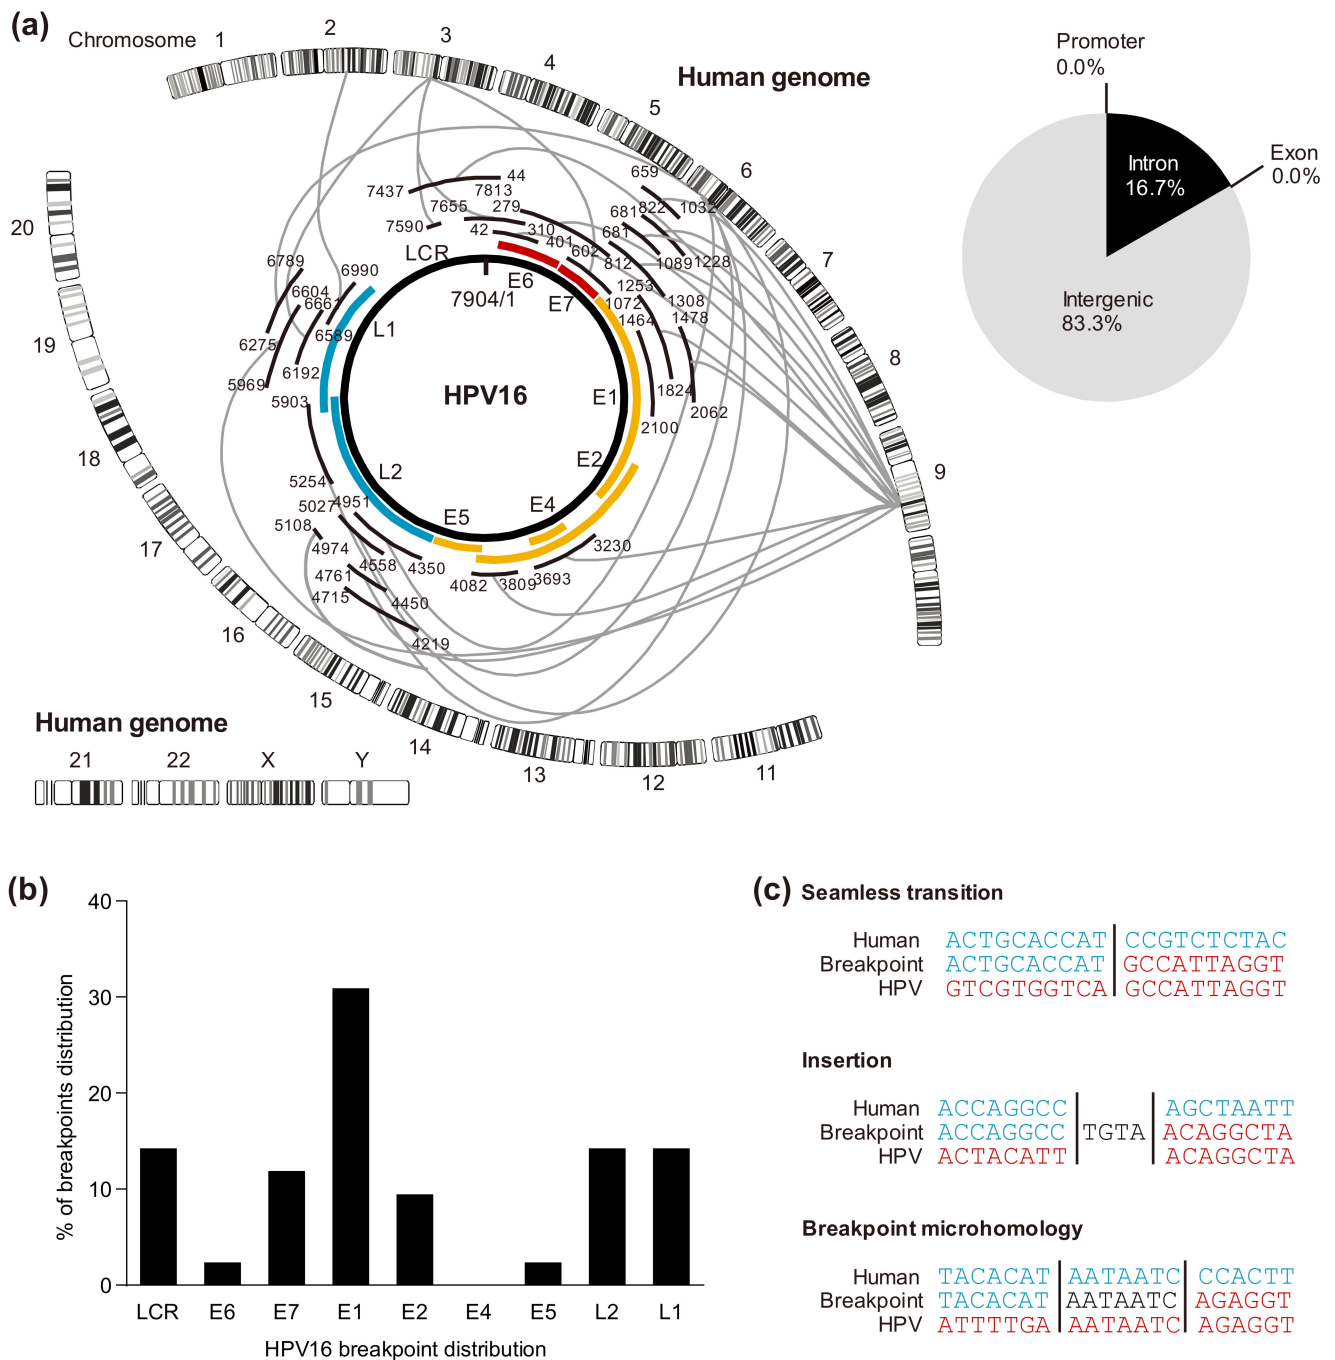 (a)
Chromosome 1 2 3 4 5 6 7 8 9
Human genome
Promoter
0.0%
Intron
16.7%
Exon
0.0%
Intergenic
83.3%
20
19
18
17
16
15
14
13
12
11
7437
44
7813
7655
279
7590
42
310
401
602
659
822
1032
681
681
812
1089
1228
1253
1308
1072
1464
1478
1824
2062
2100
6789
6990
6604
6661
6589
6275
6192
5969
5903
5254
5027
4951
5108
4974
4558
4350
4761
4450
4715
4219
4082
3809
3693
3230
LCR
E6
E7
7904/1
L1
HPV16
E1
E2
E4
E5
L2
Human genome
21 22 X Y
(b)
40
30
20
10
0
% of breakpoints distribution
LCR E6 E7 E1 E2 E4 E5 L2 L1
HPV16 breakpoint distribution
(c)
Seamless transition
Human ACTGCACCAT CCGTCTCTAC
Breakpoint ACTGCACCAT GCCATTAGGT
HPV GTCGTGGTCA GCCATTAGGT
Insertion
Human ACCAGGCC AGCTAATT
Breakpoint ACCAGGCC TGTA ACAGGCTA
HPV ACTACATT ACAGGCTA
Breakpoint microhomology
Human TACACAT AATAATC CCACTT
Breakpoint TACACAT AATAATC AGAGGT
HPV ATTTTGA AATAATC AGAGGT